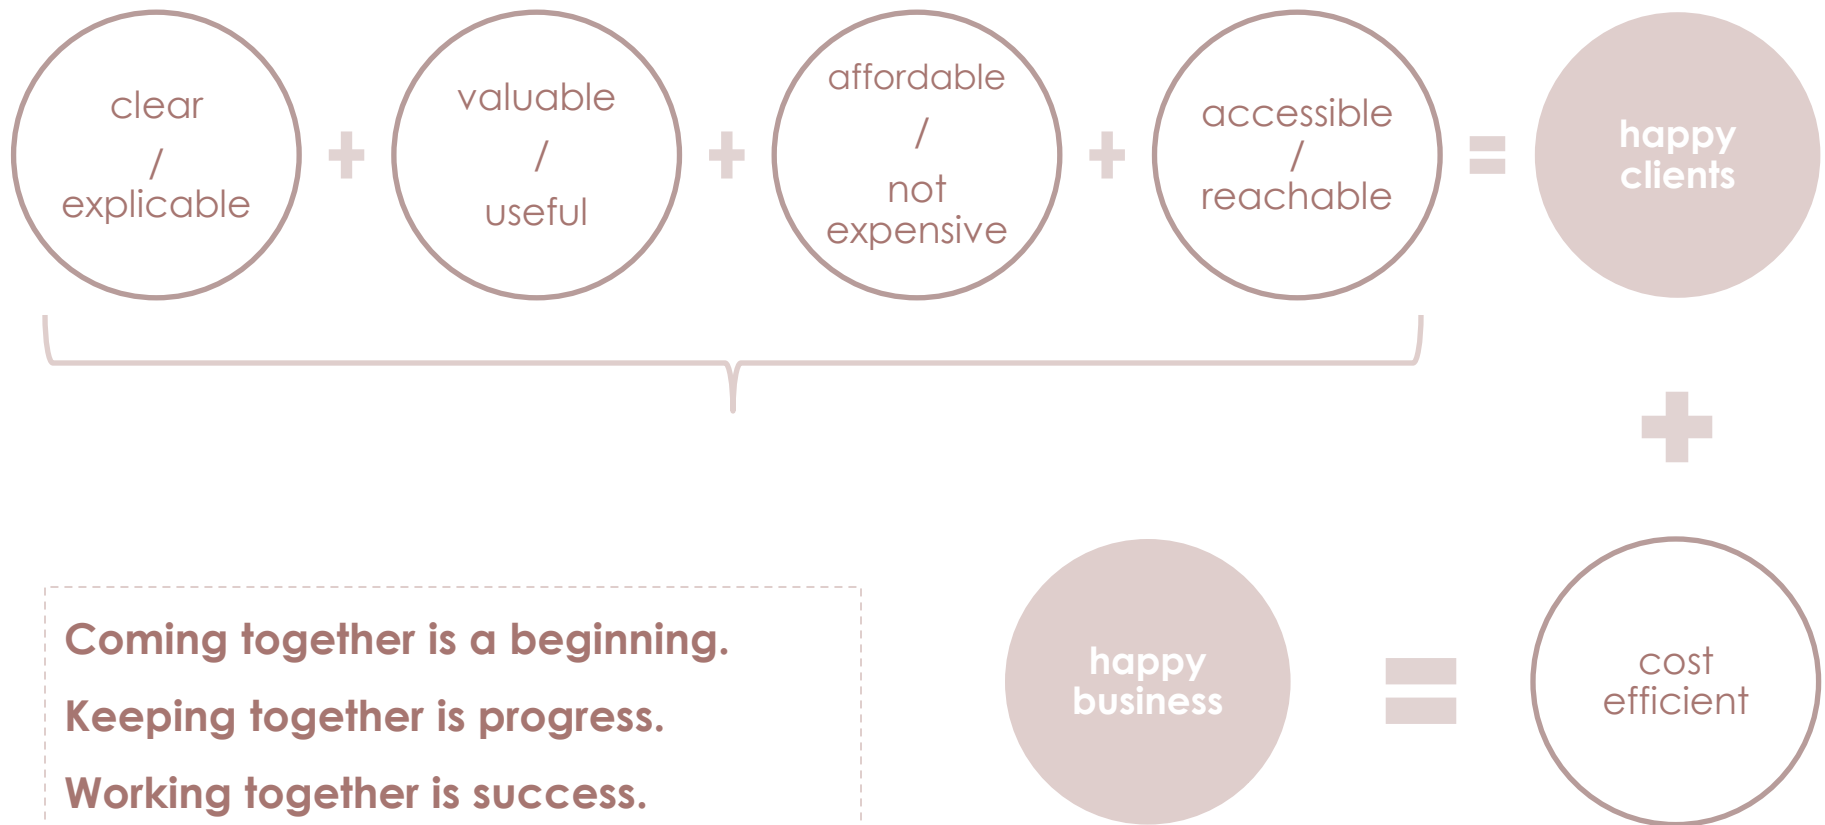 clear
/
explicable
valuable
/
useful
affordable
/
not
expensive
accessible
/
reachable
happy
clients
happy
business
cost
efficient
Coming together is a beginning.
Keeping together is progress.
Working together is success.